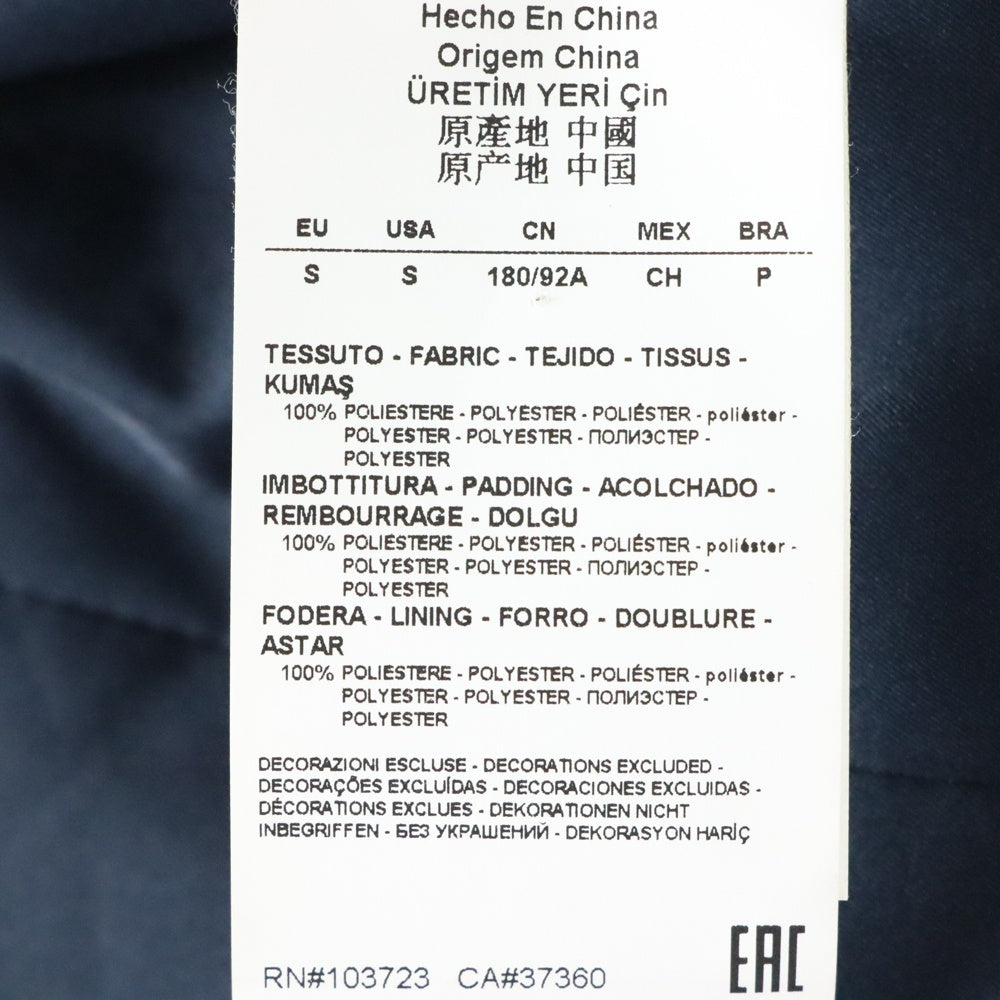 Hecho En China
Origem China
ÜRETİM YERİ Çin
原產地 中國
原产地 中国
EU USA CN MEX BRA
S S 180/92A CH P
TESSUTO - FABRIC - TEJIDO - TISSUS -
KUMAŞ
100% POLIESTERE - POLYESTER - POLIÉSTER - poliéster -
POLYESTER - POLYESTER - ПОЛИЭСТЕР -
POLYESTER
IMBOTTITURA - PADDING - ACOLCHADO -
REMBOURRAGE - DOLGU
100% POLIESTERE - POLYESTER - POLIÉSTER - poliéster -
POLYESTER - POLYESTER - ПОЛИЭСТЕР -
POLYESTER
FODERA - LINING - FORRO - DOUBLURE -
ASTAR
100% POLIESTERE - POLYESTER - POLIÉSTER - poliéster -
POLYESTER - POLYESTER - ПОЛИЭСТЕР -
POLYESTER
DECORAZIONI ESCLUSE - DECORATIONS EXCLUDED -
DECORAÇÕES EXCLUÍDAS - DECORACIONES EXCLUIDAS -
DÉCORATIONS EXCLUES - DEKORATIONEN NICHT
INBEGRIFFEN - БЕЗ УКРАШЕНИЙ - DEKORASYON HARİÇ
RN#103723 CA#37360
EAC